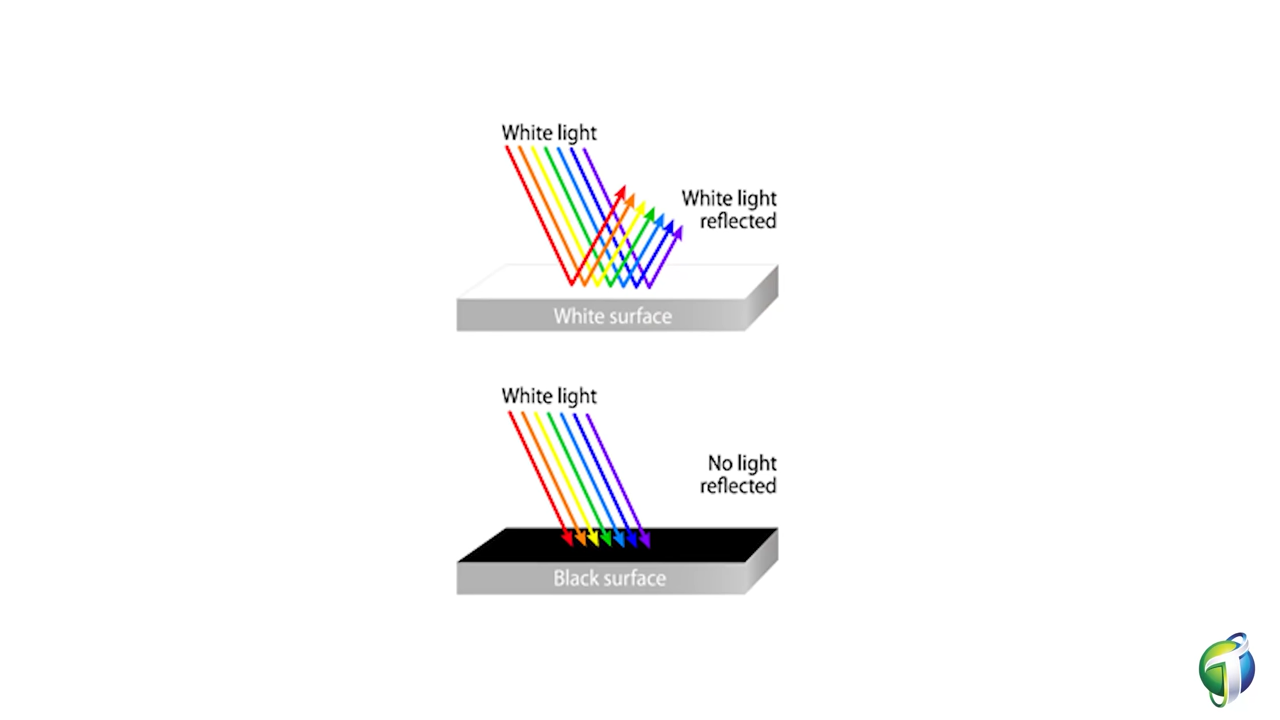 White light
White light
reflected
White surface
White light
No light
reflected
Black surface